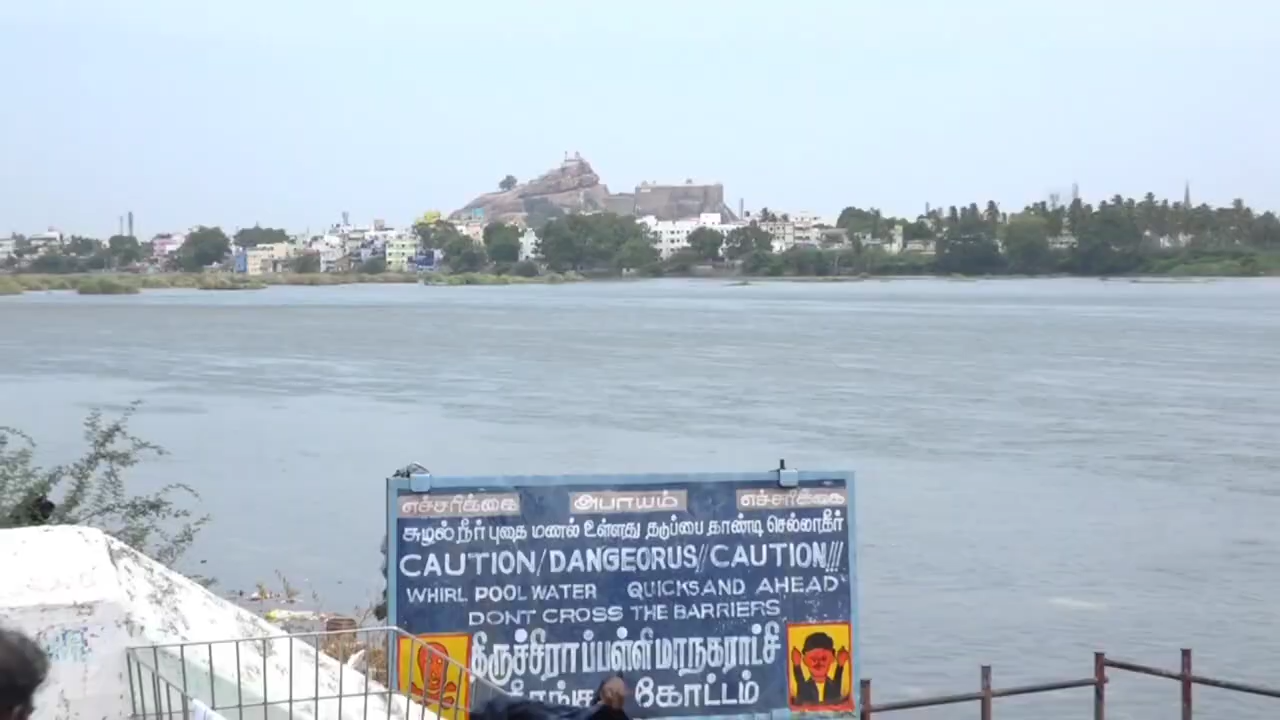 எச்சரிக்கை அபாயம் எச்சரிக்கை
சுழல் நீர் புதை மணல் உள்ளது தடுப்பை தாண்டி செல்லாதீர்
CAUTION/DANGEORUS//CAUTION!!!
WHIRL POOL WATER QUICKSAND AHEAD
DONT CROSS THE BARRIERS
திருச்சிராப்பள்ளி மாநகராட்சி
கோட்டம்